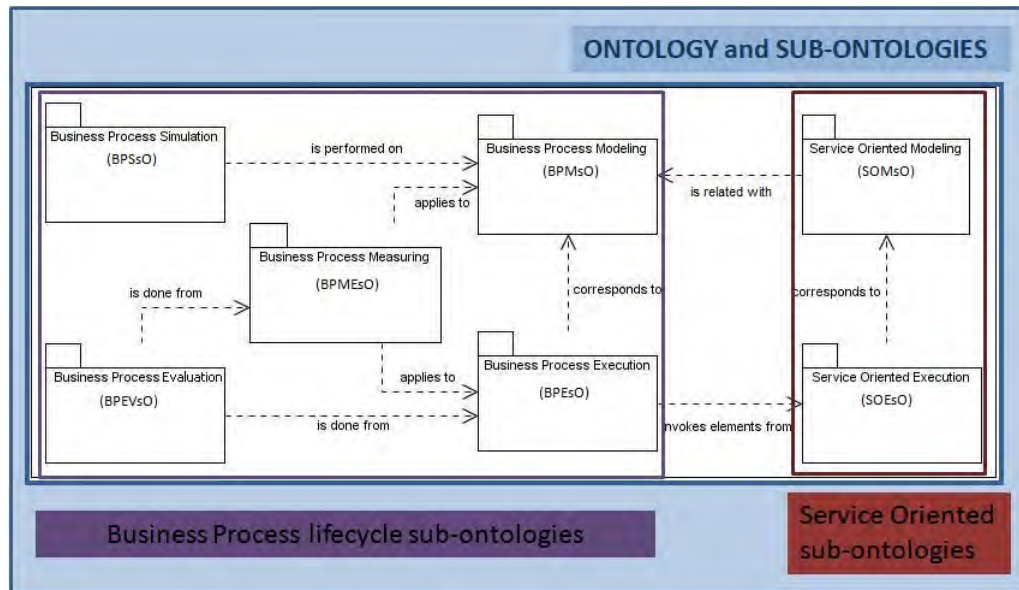 ONTOLOGY and SUB-ONTOLOGIES
Business Process Simulation
(BPSsO)
is performed on
Business Process Modeling
(BPMsO)
Service Oriented Modeling
(SOMsO)
is related with
applies to
Business Process Measuring
(BPMEsO)
is done from
corresponds to
corresponds to
Business Process Evaluation
(BPEVsO)
applies to
Business Process Execution
(BPEsO)
Service Oriented Execution
(SOEsO)
is done from
nvokes elements from
Business Process lifecycle sub-ontologies
Service Oriented
sub-ontologies